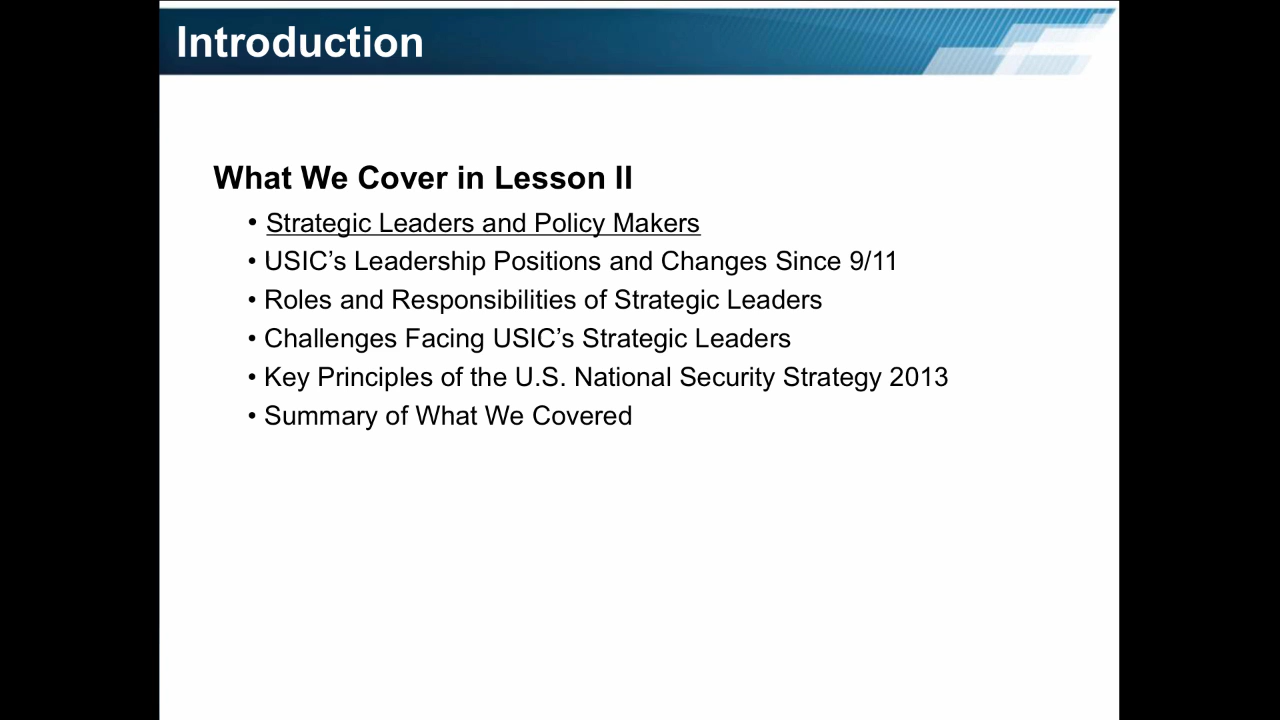 Introduction
What We Cover in Lesson II
• Strategic Leaders and Policy Makers
• USIC’s Leadership Positions and Changes Since 9/11
• Roles and Responsibilities of Strategic Leaders
• Challenges Facing USIC’s Strategic Leaders
• Key Principles of the U.S. National Security Strategy 2013
• Summary of What We Covered